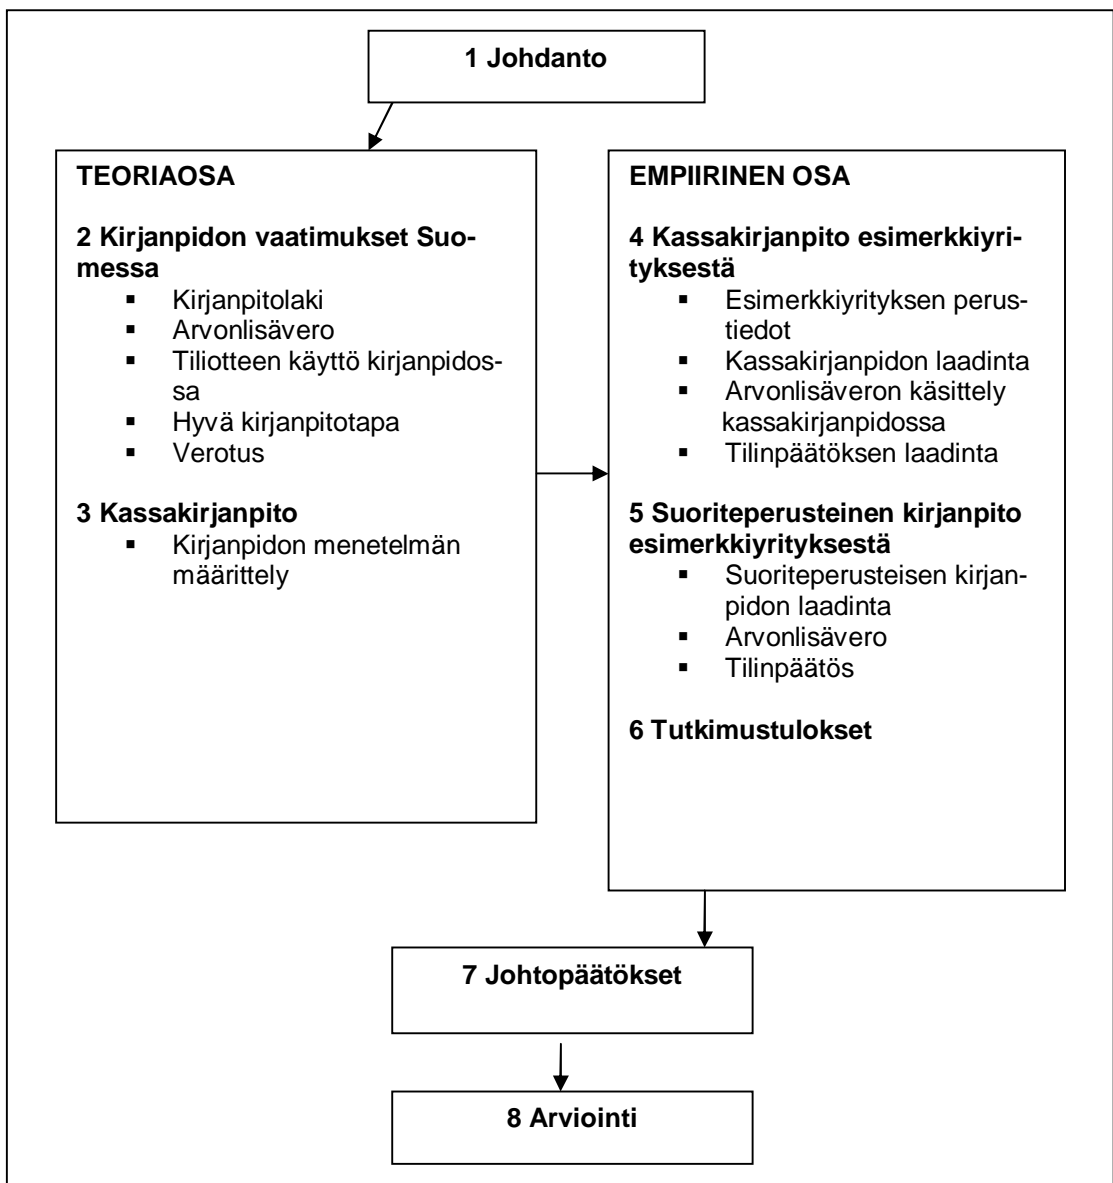 1 Johdanto
TEORIAOSA
2 Kirjanpidon vaatimukset Suo-
messa
▪ Kirjanpitolaki
▪ Arvonlisävero
▪ Tiliotteen käyttö kirjanpidos-
sa
▪ Hyvä kirjanpitotapa
▪ Verotus
3 Kassakirjanpito
▪ Kirjanpidon menetelmän
määrittely
EMPIIRINEN OSA
4 Kassakirjanpito esimerkkiyri-
tyksestä
▪ Esimerkkiyrityksen perus-
tiedot
▪ Kassakirjanpidon laadinta
▪ Arvonlisäveron käsittely
kassakirjanpidossa
▪ Tilinpäätöksen laadinta
5 Suoriteperusteinen kirjanpito
esimerkkiyrityksestä
▪ Suoriteperusteisen kirjan-
pidon laadinta
▪ Arvonlisävero
▪ Tilinpäätös
6 Tutkimustulokset
7 Johtopäätökset
8 Arviointi